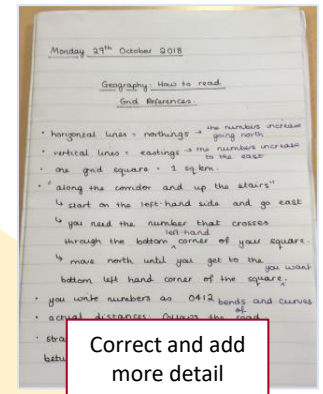 Monday 29th October 2018
Geography: How to read
Grid References.
the numbers increase
• horizontal lines = northings → going north
• vertical lines = eastings → the numbers increase
to the east
• one grid square = 1 sq km.
• "along the corridor and up the stairs"
↳ start on the left-hand side and go east
↳ you need the number that crosses
left-hand
through the bottom ^ corner of your square.
↳ move north until you get to the
you want
bottom left hand corner of the square ^.
• you write numbers as 0412
bends and curves
of
• actual distances: follows the road
• stra
betw
Correct and add
more detail